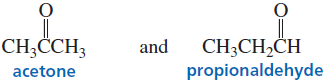 O O
CH₃CCH₃ and CH₃CH₂CH
acetone propionaldehyde